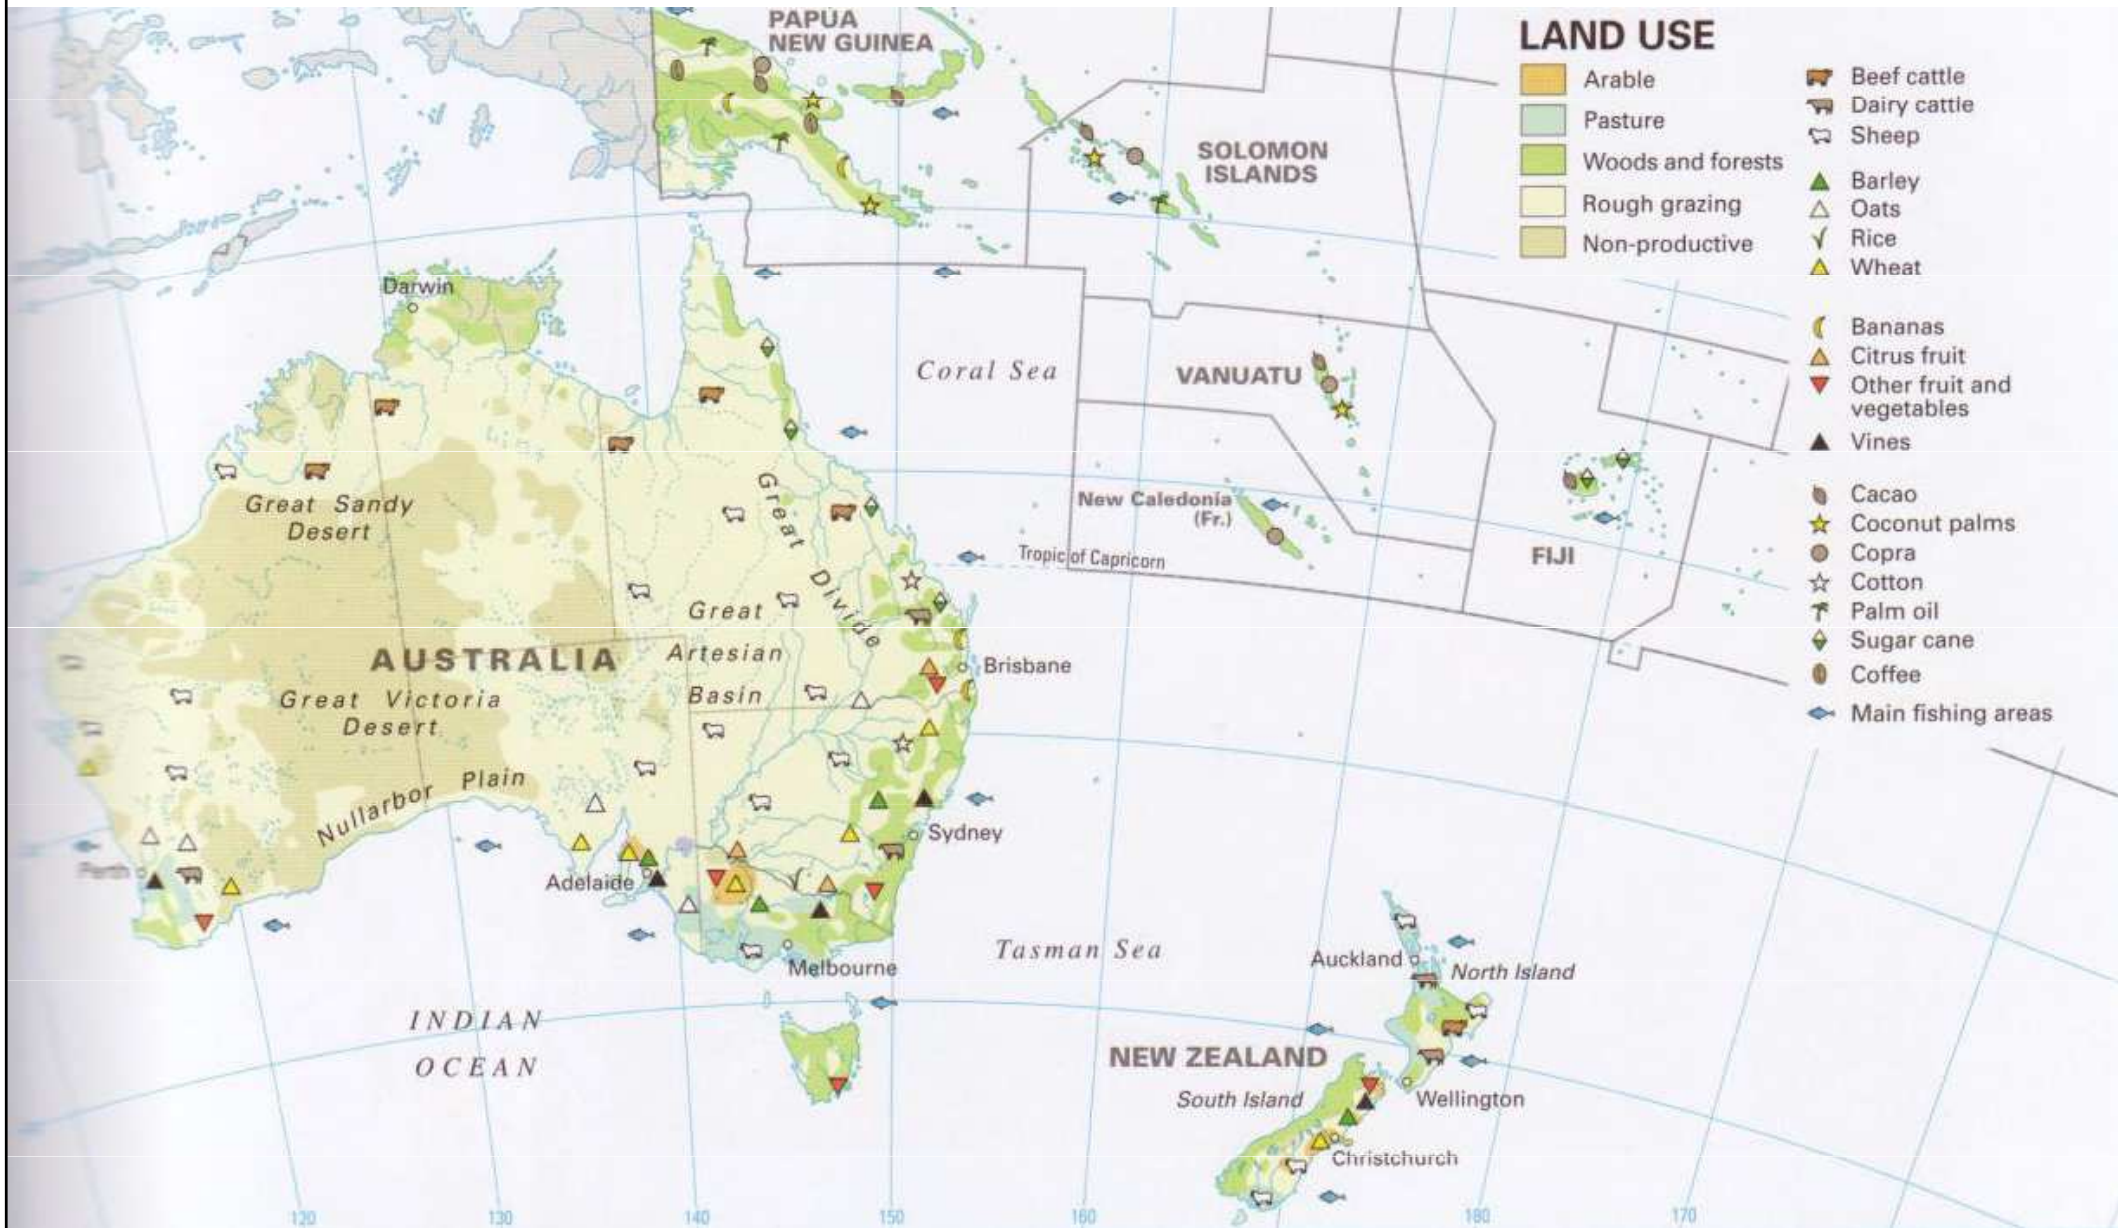 PAPUA
NEW GUINEA
SOLOMON
ISLANDS
Darwin
Coral Sea
VANUATU
New Caledonia
(Fr.)
Tropic of Capricorn
FIJI
Great Sandy
Desert
Great Divide
Great
Artesian
Basin
AUSTRALIA
Great Victoria
Desert
Nullarbor Plain
Brisbane
Sydney
Perth
Adelaide
Melbourne
Tasman Sea
INDIAN
OCEAN
Auckland
North Island
NEW ZEALAND
South Island
Wellington
Christchurch
120
130
140
150
160
180
170
LAND USE
Arable
Pasture
Woods and forests
Rough grazing
Non-productive
Beef cattle
Dairy cattle
Sheep
Barley
Oats
Rice
Wheat
Bananas
Citrus fruit
Other fruit and
vegetables
Vines
Cacao
Coconut palms
Copra
Cotton
Palm oil
Sugar cane
Coffee
Main fishing areas